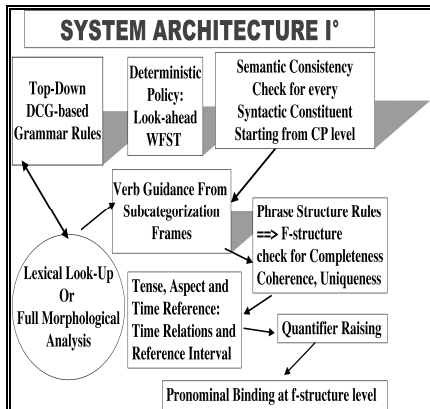 SYSTEM ARCHITECTURE I°
Top-Down
DCG-based
Grammar Rules
Deterministic
Policy:
Look-ahead
WFST
Semantic Consistency
Check for every
Syntactic Constituent
Starting from CP level
Verb Guidance From
Subcategorization
Frames
Phrase Structure Rules
==> F-structure
check for Completeness
Coherence, Uniqueness
Lexical Look-Up
Or
Full Morphological
Analysis
Tense, Aspect and
Time Reference:
Time Relations and
Reference Interval
Quantifier Raising
Pronominal Binding at f-structure level